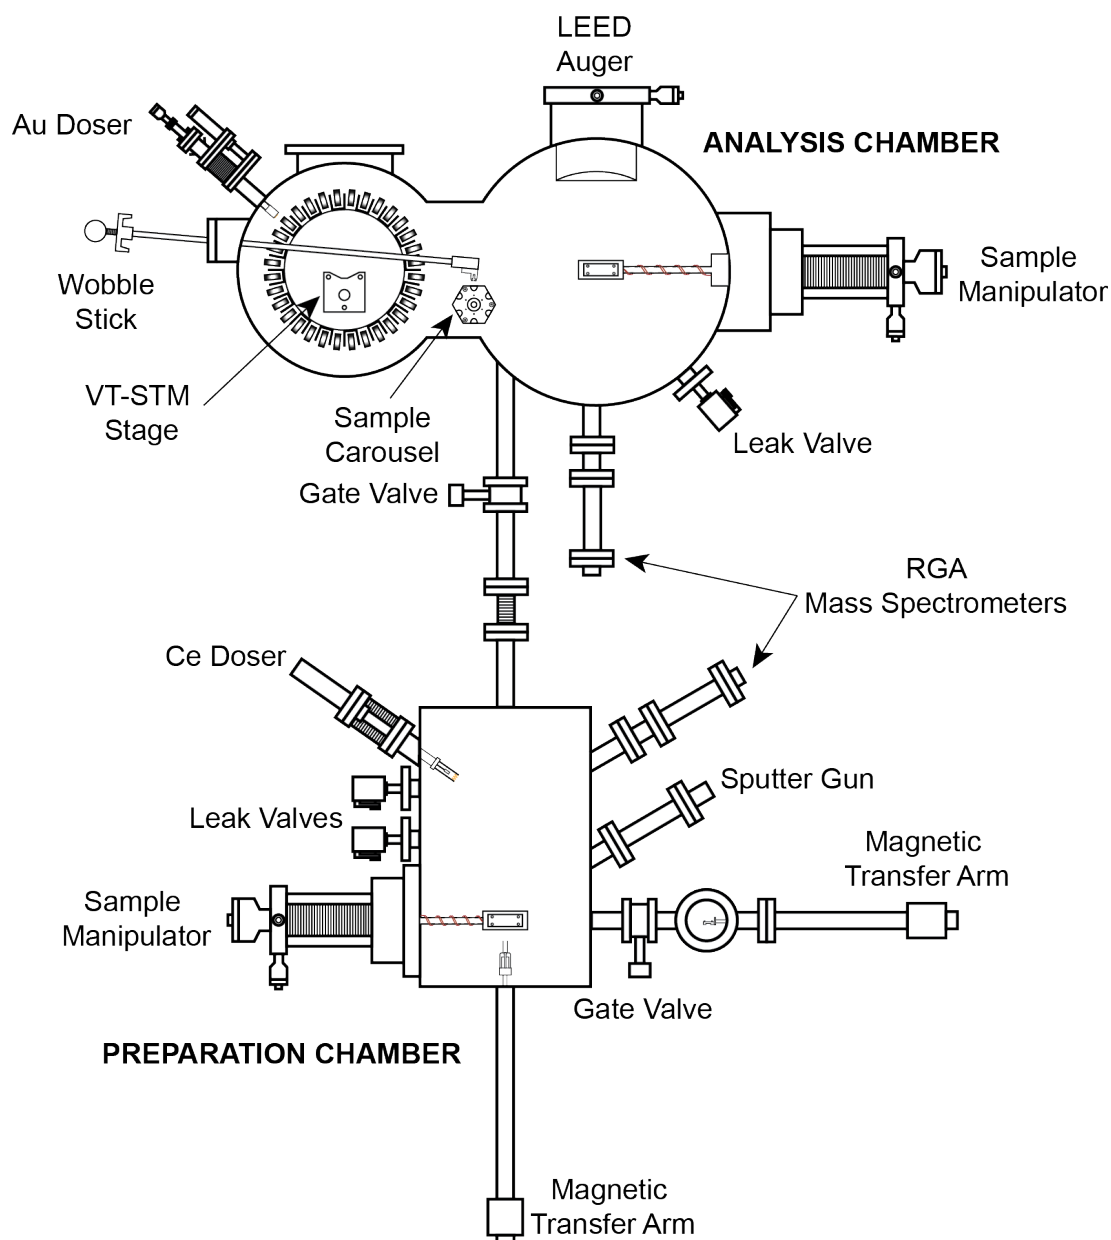 LEED
Auger
Au Doser
ANALYSIS CHAMBER
Wobble
Stick
Sample
Manipulator
VT-STM
Stage
Sample
Carousel
Leak Valve
Gate Valve
RGA
Mass Spectrometers
Ce Doser
Sputter Gun
Leak Valves
Magnetic
Transfer Arm
Sample
Manipulator
Gate Valve
PREPARATION CHAMBER
Magnetic
Transfer Arm